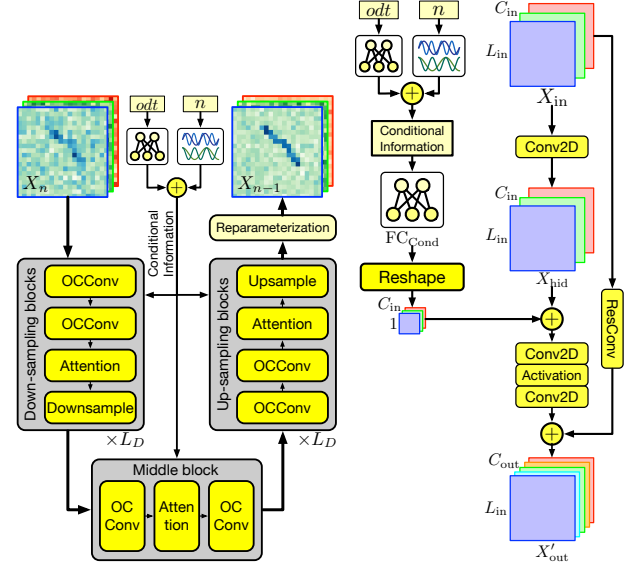 odt
n
X_n
X_{n-1}
Conditional
Information
Reparameterization
Down-sampling blocks
OCConv
OCConv
Attention
Downsample
×L_D
Up-sampling blocks
Upsample
Attention
OCConv
OCConv
×L_D
Middle block
OC
Conv
Atten
tion
OC
Conv
odt
n
Conditional
Information
FC_Cond
Reshape
C_in
1
C_in
L_in
X_in
Conv2D
C_in
L_in
X_hid
ResConv
Conv2D
Activation
Conv2D
C_out
L_in
X'_out